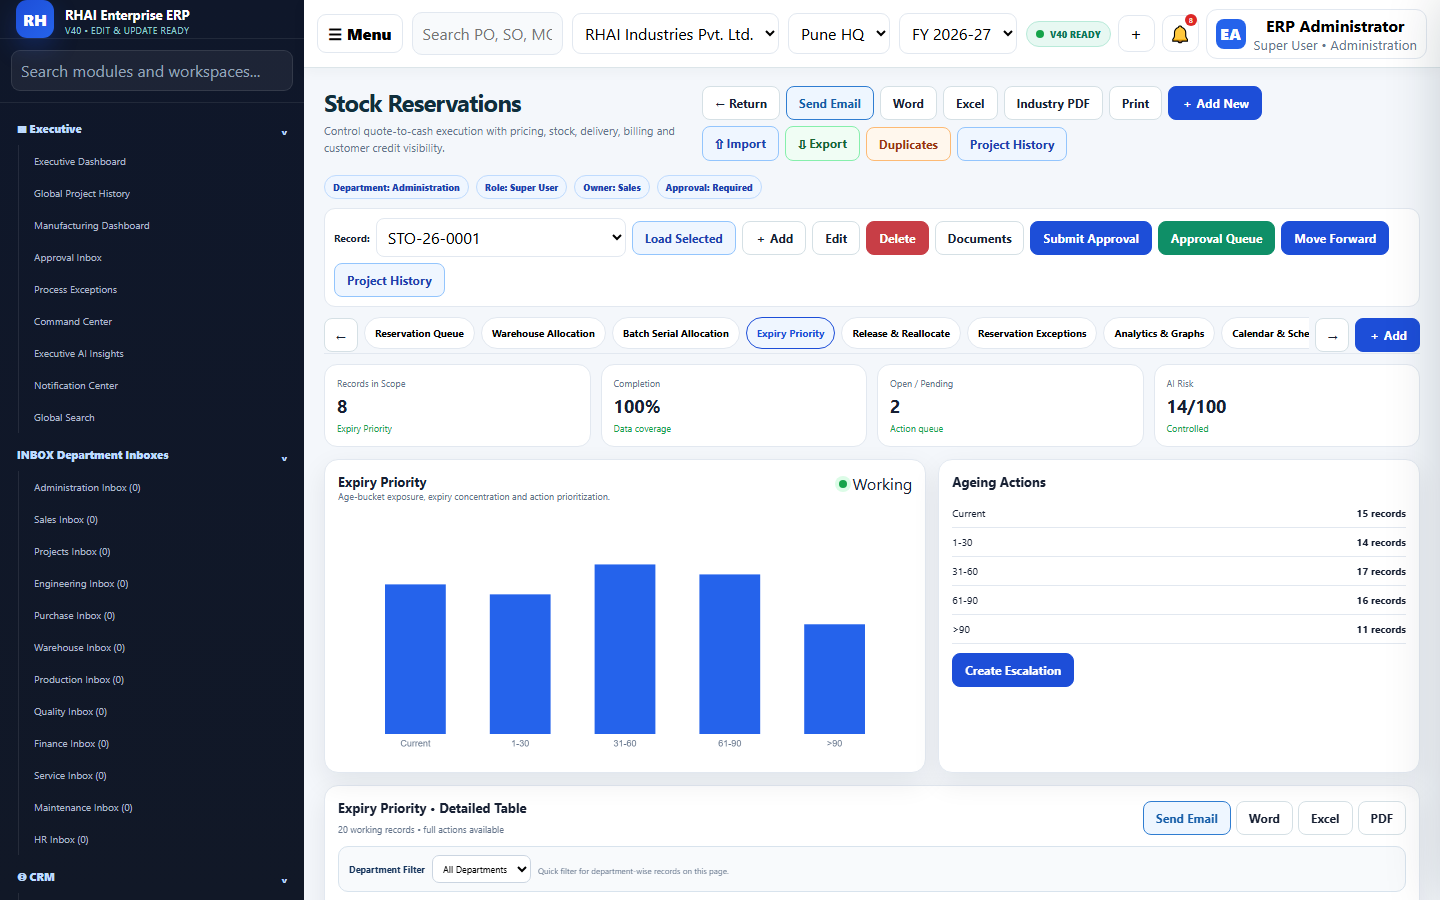 RH
RHAI Enterprise ERP
V40 • EDIT & UPDATE READY
Search modules and workspaces...
Executive
Executive Dashboard
Global Project History
Manufacturing Dashboard
Approval Inbox
Process Exceptions
Command Center
Executive AI Insights
Notification Center
Global Search
INBOX Department Inboxes
Administration Inbox (0)
Sales Inbox (0)
Projects Inbox (0)
Engineering Inbox (0)
Purchase Inbox (0)
Warehouse Inbox (0)
Production Inbox (0)
Quality Inbox (0)
Finance Inbox (0)
Service Inbox (0)
Maintenance Inbox (0)
HR Inbox (0)
CRM
☰ Menu
Search PO, SO, MO
RHAI Industries Pvt. Ltd.
Pune HQ
FY 2026-27
V40 READY
+
8
EA
ERP Administrator
Super User • Administration
Stock Reservations
Control quote-to-cash execution with pricing, stock, delivery, billing and
customer credit visibility.
← Return
Send Email
Word
Excel
Industry PDF
Print
+ Add New
⇧ Import
⇩ Export
Duplicates
Project History
Department: Administration
Role: Super User
Owner: Sales
Approval: Required
Record:
STO-26-0001
Load Selected
+ Add
Edit
Delete
Documents
Submit Approval
Approval Queue
Move Forward
Project History
←
Reservation Queue
Warehouse Allocation
Batch Serial Allocation
Expiry Priority
Release & Reallocate
Reservation Exceptions
Analytics & Graphs
Calendar & Sche
→
+ Add
Records in Scope
8
Expiry Priority
Completion
100%
Data coverage
Open / Pending
2
Action queue
AI Risk
14/100
Controlled
Expiry Priority
Age-bucket exposure, expiry concentration and action prioritization.
Working
Current
1-30
31-60
61-90
>90
Ageing Actions
Current 15 records
1-30 14 records
31-60 17 records
61-90 16 records
>90 11 records
Create Escalation
Expiry Priority • Detailed Table
20 working records • full actions available
Send Email
Word
Excel
PDF
Department Filter
All Departments
Quick filter for department-wise records on this page.